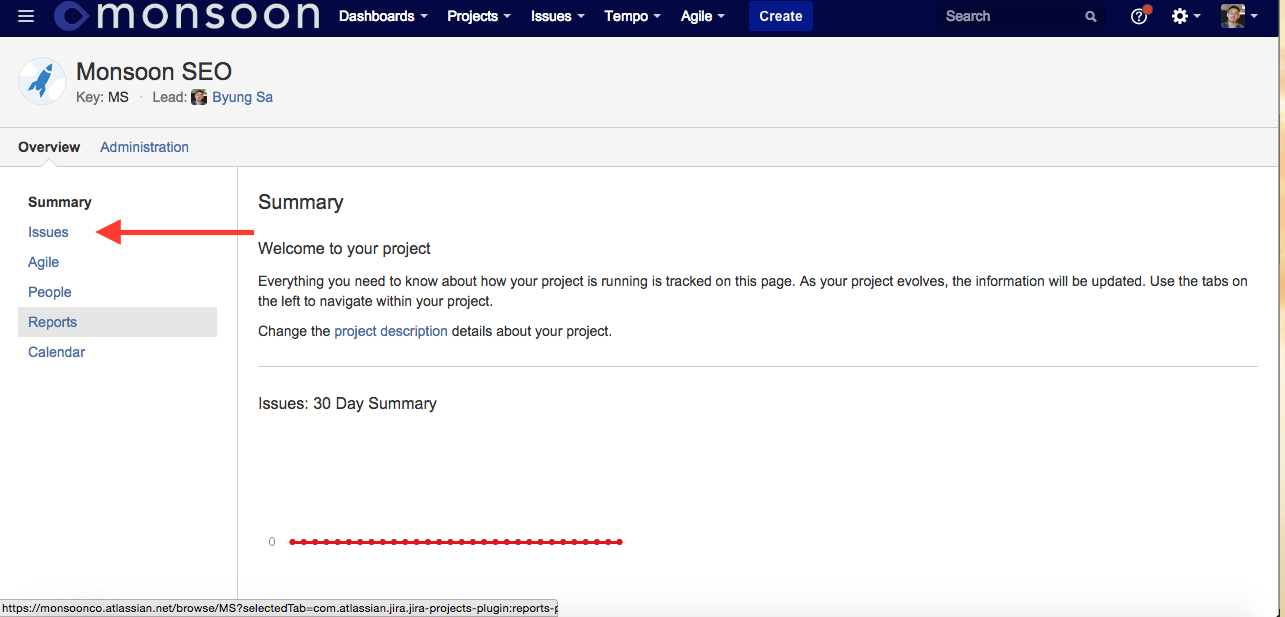 monsoon Dashboards Projects Issues Tempo Agile Create Search
Monsoon SEO
Key: MS · Lead: Byung Sa
Overview Administration
Summary
Issues
Agile
People
Reports
Calendar
Summary
Welcome to your project
Everything you need to know about how your project is running is tracked on this page. As your project evolves, the information will be updated. Use the tabs on
the left to navigate within your project.
Change the project description details about your project.
Issues: 30 Day Summary
0
https://monsoonco.atlassian.net/browse/MS?selectedTab=com.atlassian.jira.jira-projects-plugin:reports-p